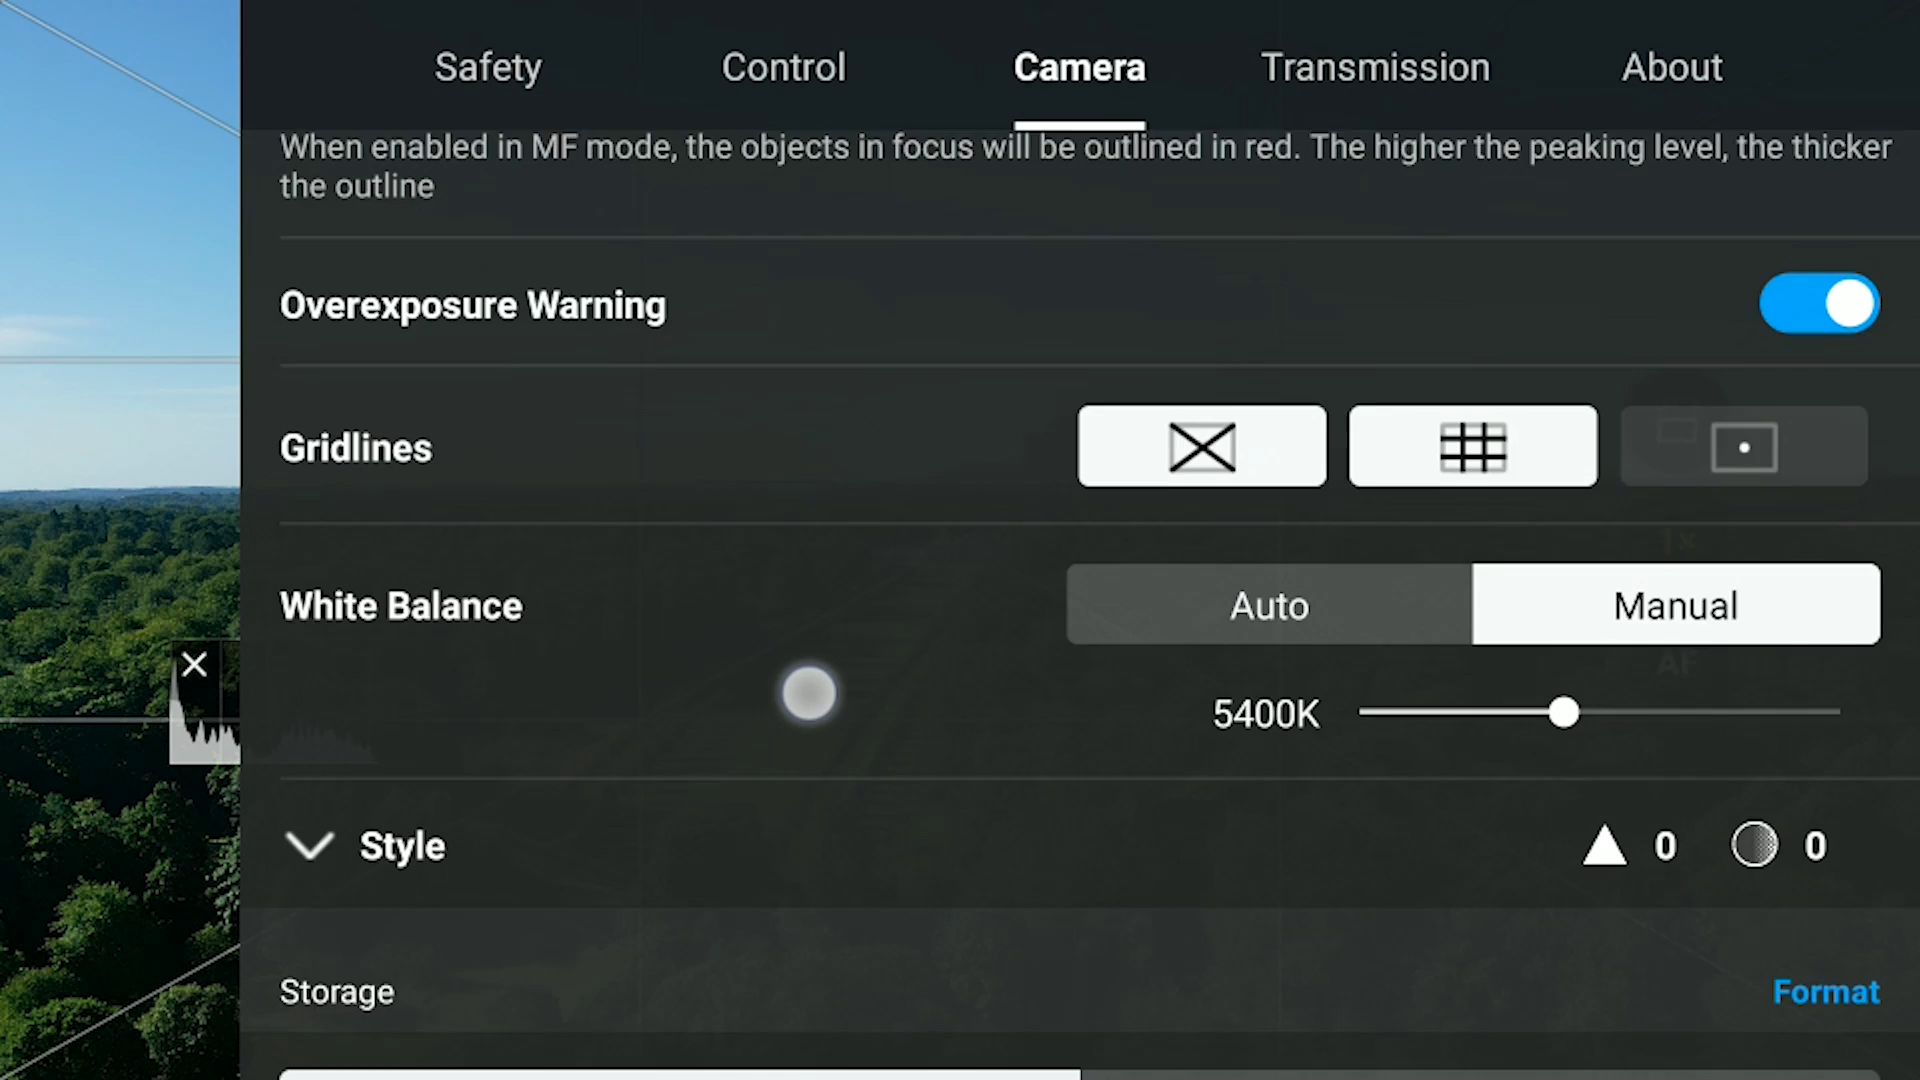 Safety Control Camera Transmission About
When enabled in MF mode, the objects in focus will be outlined in red. The higher the peaking level, the thicker
the outline
Overexposure Warning
Gridlines
1×
White Balance Auto Manual
AF
5400K
Style 0 0
Storage Format